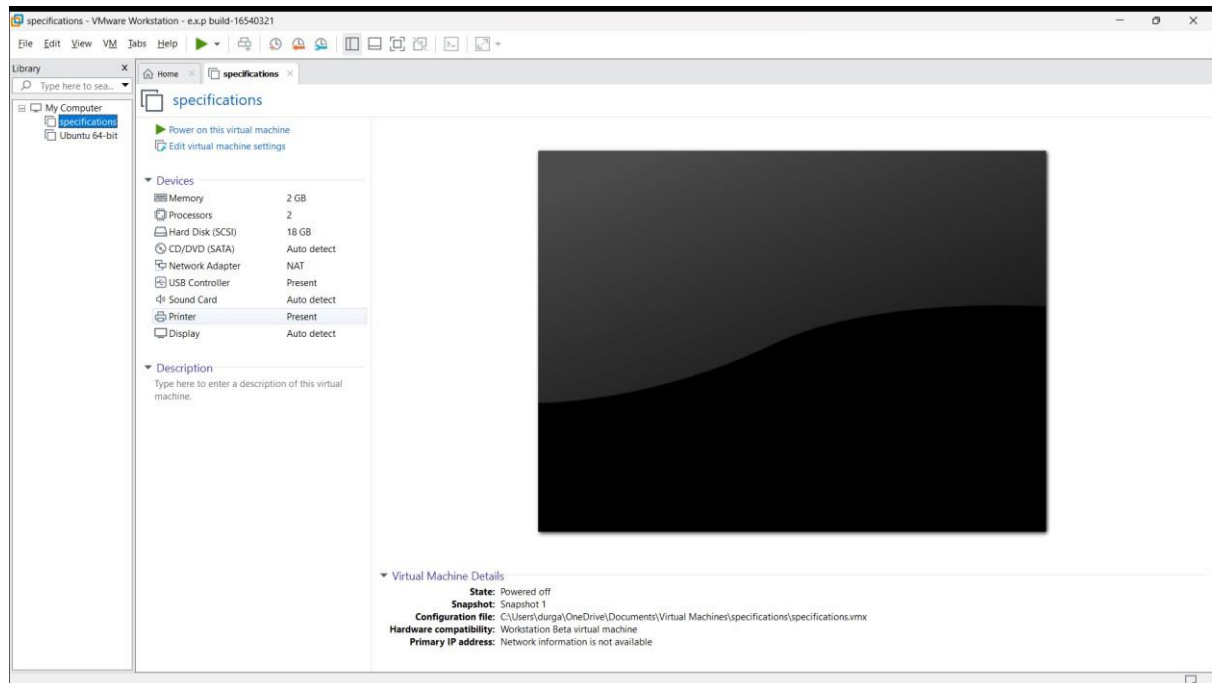 specifications - VMware Workstation - e.x.p build-16540321
File Edit View VM Tabs Help
Library X
Type here to sea...
My Computer
specifications
Ubuntu 64-bit
Home specifications
specifications
Power on this virtual machine
Edit virtual machine settings
Devices
Memory 2 GB
Processors 2
Hard Disk (SCSI) 18 GB
CD/DVD (SATA) Auto detect
Network Adapter NAT
USB Controller Present
Sound Card Auto detect
Printer Present
Display Auto detect
Description
Type here to enter a description of this virtual
machine.
Virtual Machine Details
State: Powered off
Snapshot: Snapshot 1
Configuration file: C:\Users\durga\OneDrive\Documents\Virtual Machines\specifications\specifications.vmx
Hardware compatibility: Workstation Beta virtual machine
Primary IP address: Network information is not available